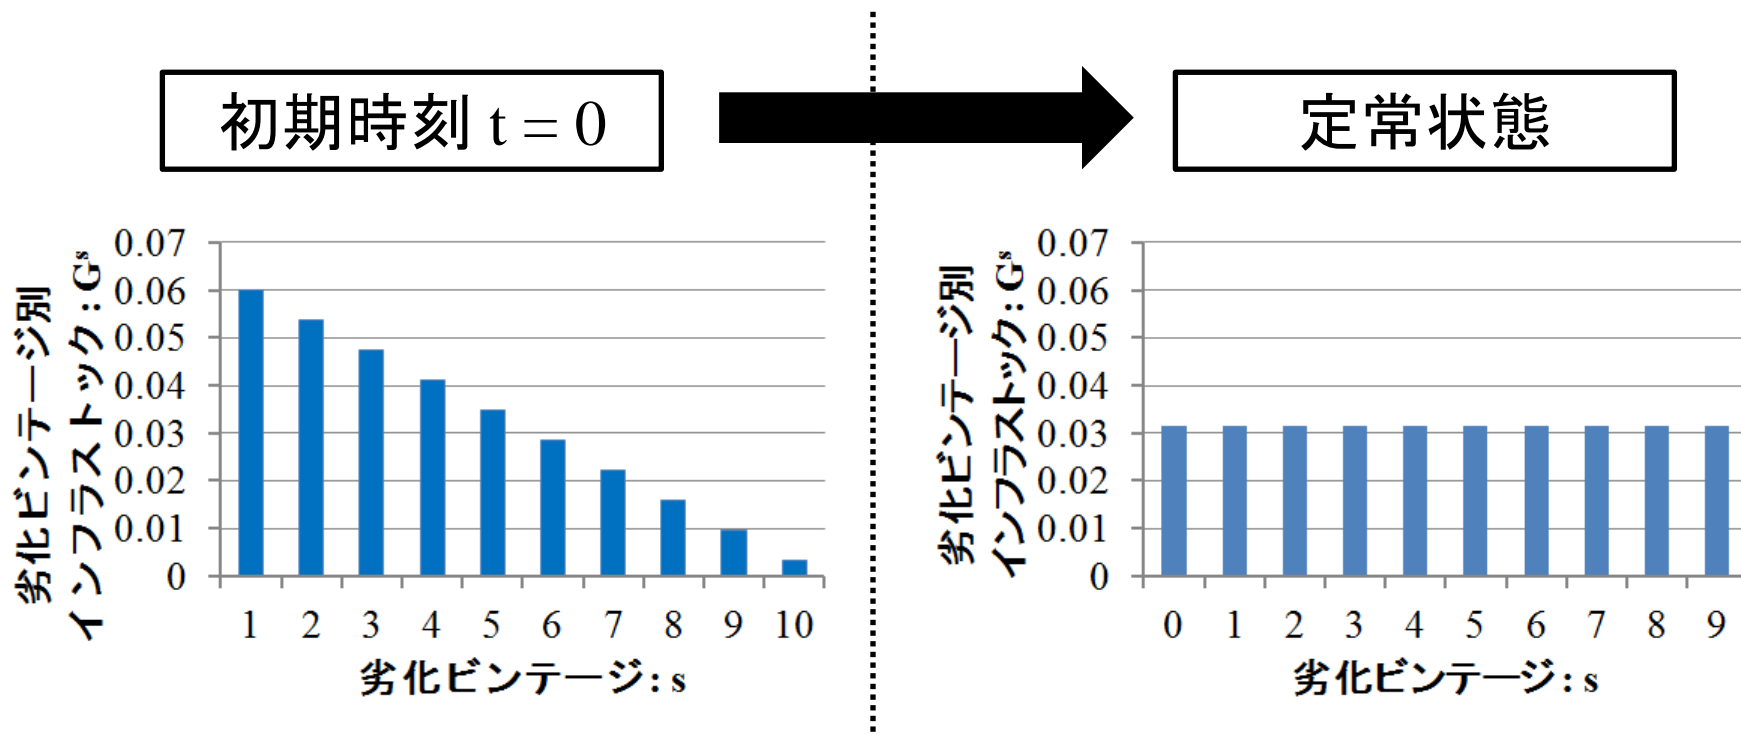 初期時刻 t = 0
定常状態
劣化ビンテージ別
インフラストック: Gˢ
0.07
0.06
0.05
0.04
0.03
0.02
0.01
0
1 2 3 4 5 6 7 8 9 10
劣化ビンテージ: s
劣化ビンテージ別
インフラストック: Gˢ
0.07
0.06
0.05
0.04
0.03
0.02
0.01
0
0 1 2 3 4 5 6 7 8 9
劣化ビンテージ: s